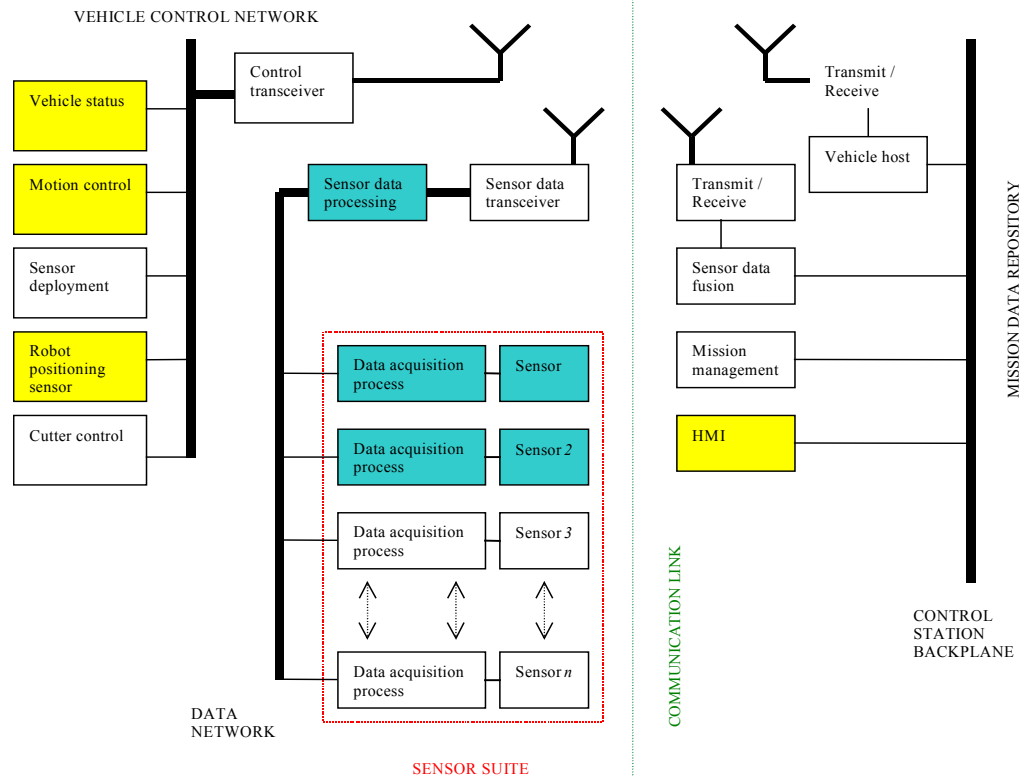 VEHICLE CONTROL NETWORK
Control
transceiver
Vehicle status
Motion control
Sensor
deployment
Robot
positioning
sensor
Cutter control
Sensor data
processing
Sensor data
transceiver
Data acquisition
process
Sensor
Data acquisition
process
Sensor 2
Data acquisition
process
Sensor 3
Data acquisition
process
Sensor n
DATA
NETWORK
SENSOR SUITE
COMMUNICATION LINK
Transmit /
Receive
Vehicle host
Transmit /
Receive
Sensor data
fusion
Mission
management
HMI
MISSION DATA REPOSITORY
CONTROL
STATION
BACKPLANE